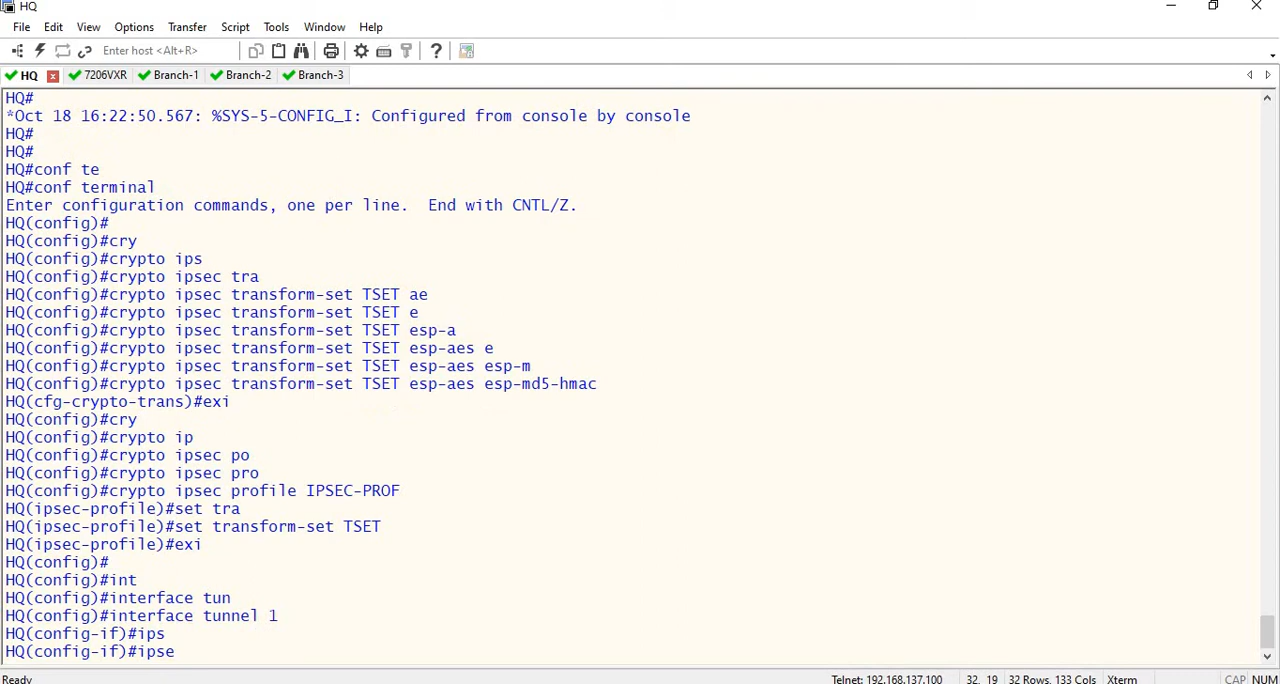 HQ
File Edit View Options Transfer Script Tools Window Help
Enter host <Alt+R>
HQ 7206VXR Branch-1 Branch-2 Branch-3
HQ#
*Oct 18 16:22:50.567: %SYS-5-CONFIG_I: Configured from console by console
HQ#
HQ#
HQ#conf te
HQ#conf terminal
Enter configuration commands, one per line.  End with CNTL/Z.
HQ(config)#
HQ(config)#cry
HQ(config)#crypto ips
HQ(config)#crypto ipsec tra
HQ(config)#crypto ipsec transform-set TSET ae
HQ(config)#crypto ipsec transform-set TSET e
HQ(config)#crypto ipsec transform-set TSET esp-a
HQ(config)#crypto ipsec transform-set TSET esp-aes e
HQ(config)#crypto ipsec transform-set TSET esp-aes esp-m
HQ(config)#crypto ipsec transform-set TSET esp-aes esp-md5-hmac
HQ(cfg-crypto-trans)#exi
HQ(config)#cry
HQ(config)#crypto ip
HQ(config)#crypto ipsec po
HQ(config)#crypto ipsec pro
HQ(config)#crypto ipsec profile IPSEC-PROF
HQ(ipsec-profile)#set tra
HQ(ipsec-profile)#set transform-set TSET
HQ(ipsec-profile)#exi
HQ(config)#
HQ(config)#int
HQ(config)#interface tun
HQ(config)#interface tunnel 1
HQ(config-if)#ips
HQ(config-if)#ipse
Ready Telnet: 192.168.137.100 32, 19 32 Rows, 133 Cols Xterm CAP NUM